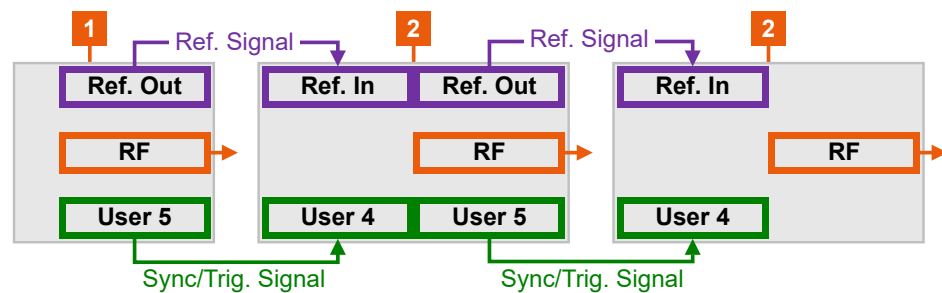 1
Ref. Signal
2
Ref. Signal
2
Ref. Out
Ref. In
Ref. Out
Ref. In
RF
RF
RF
User 5
User 4
User 5
User 4
Sync/Trig. Signal
Sync/Trig. Signal